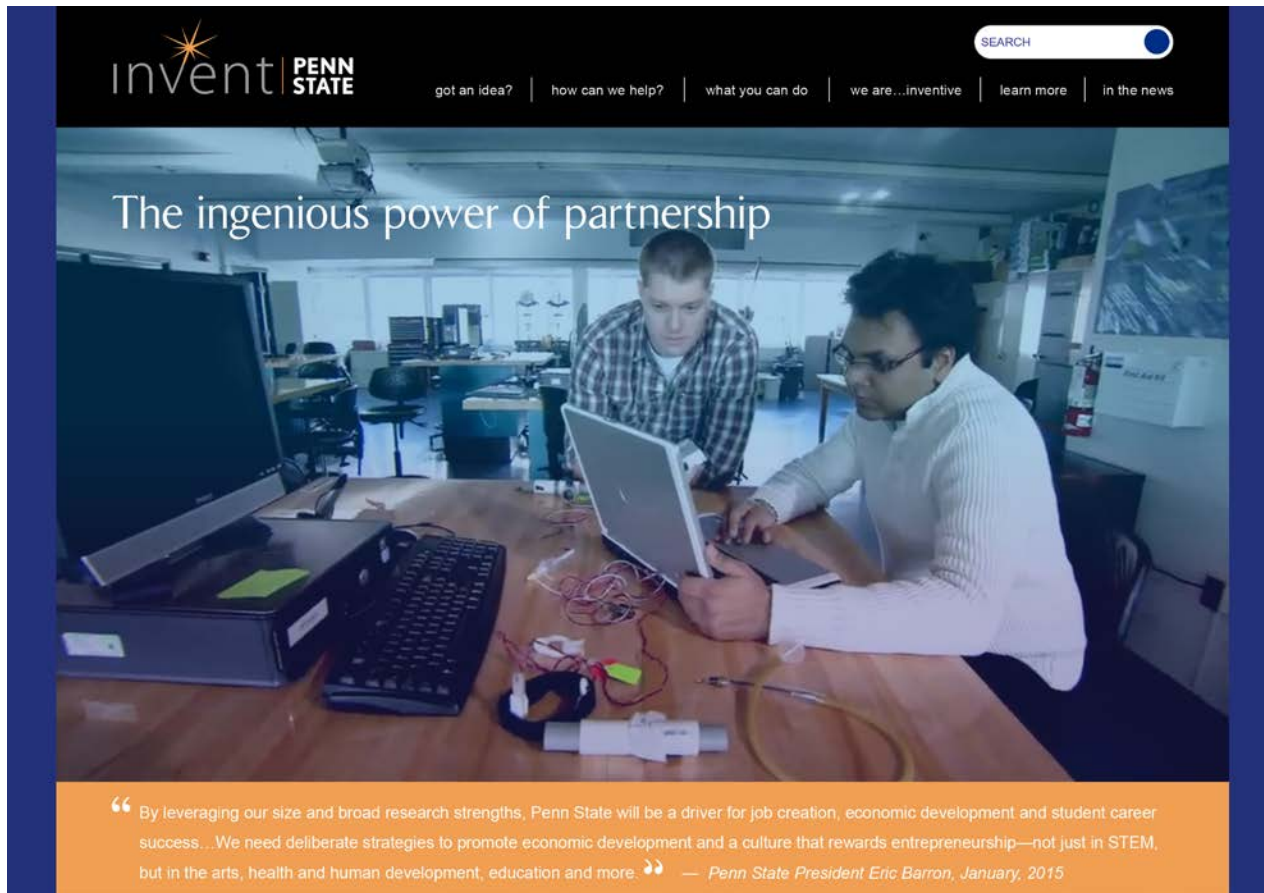 invent PENN STATE
SEARCH
got an idea?
how can we help?
what you can do
we are...inventive
learn more
in the news
The ingenious power of partnership
“ By leveraging our size and broad research strengths, Penn State will be a driver for job creation, economic development and student career
success…We need deliberate strategies to promote economic development and a culture that rewards entrepreneurship—not just in STEM,
but in the arts, health and human development, education and more. ” — Penn State President Eric Barron, January, 2015